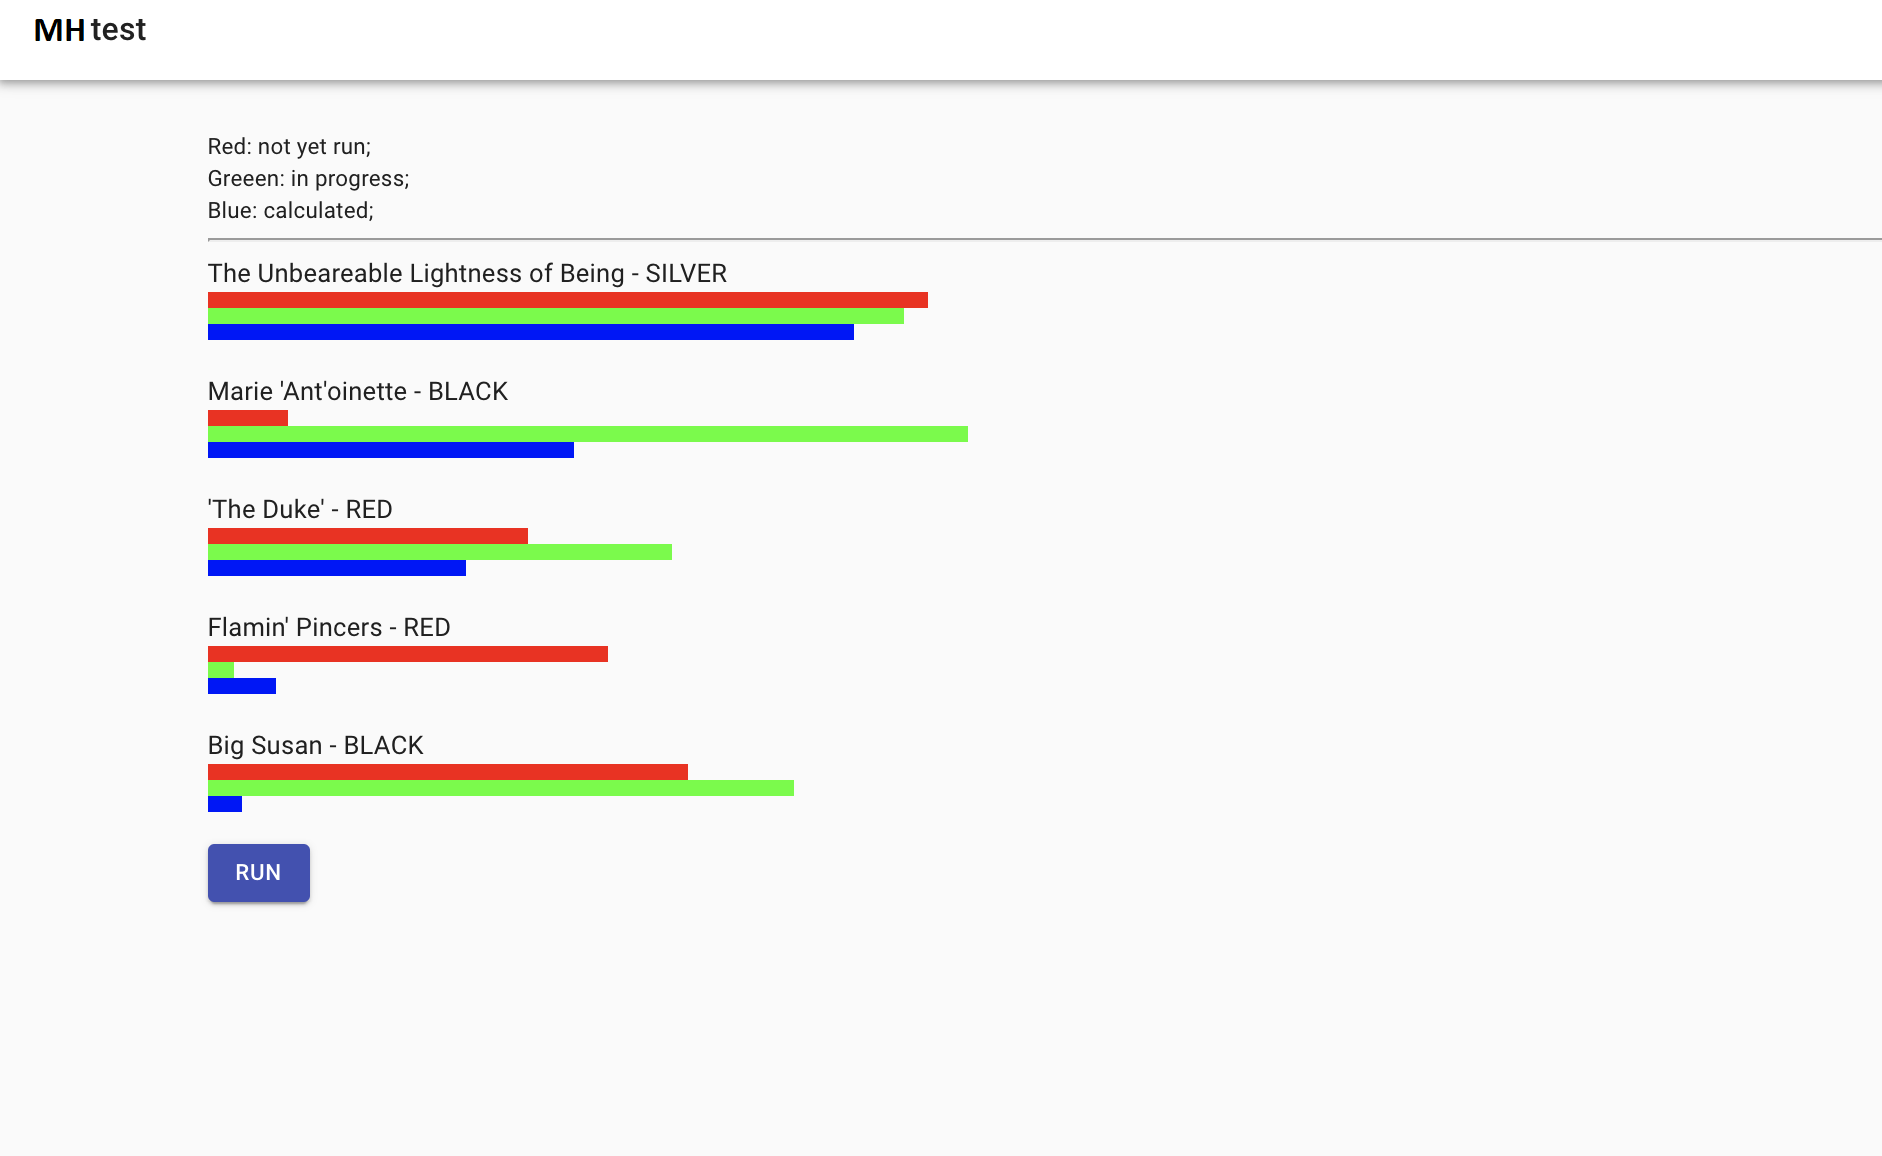 MH test
Red: not yet run;
Greeen: in progress;
Blue: calculated;
The Unbeareable Lightness of Being - SILVER
Marie 'Ant'oinette - BLACK
'The Duke' - RED
Flamin' Pincers - RED
Big Susan - BLACK
RUN